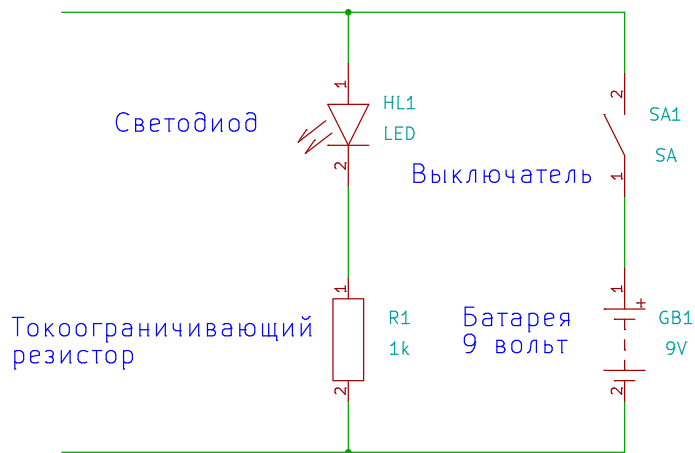 1
2
HL1
SA1
Светодиод
LED
SA
2
Выключатель
1
1
1
+
Токоограничивающий
резистор
R1
1k
Батарея
9 вольт
GB1
9V
2
2